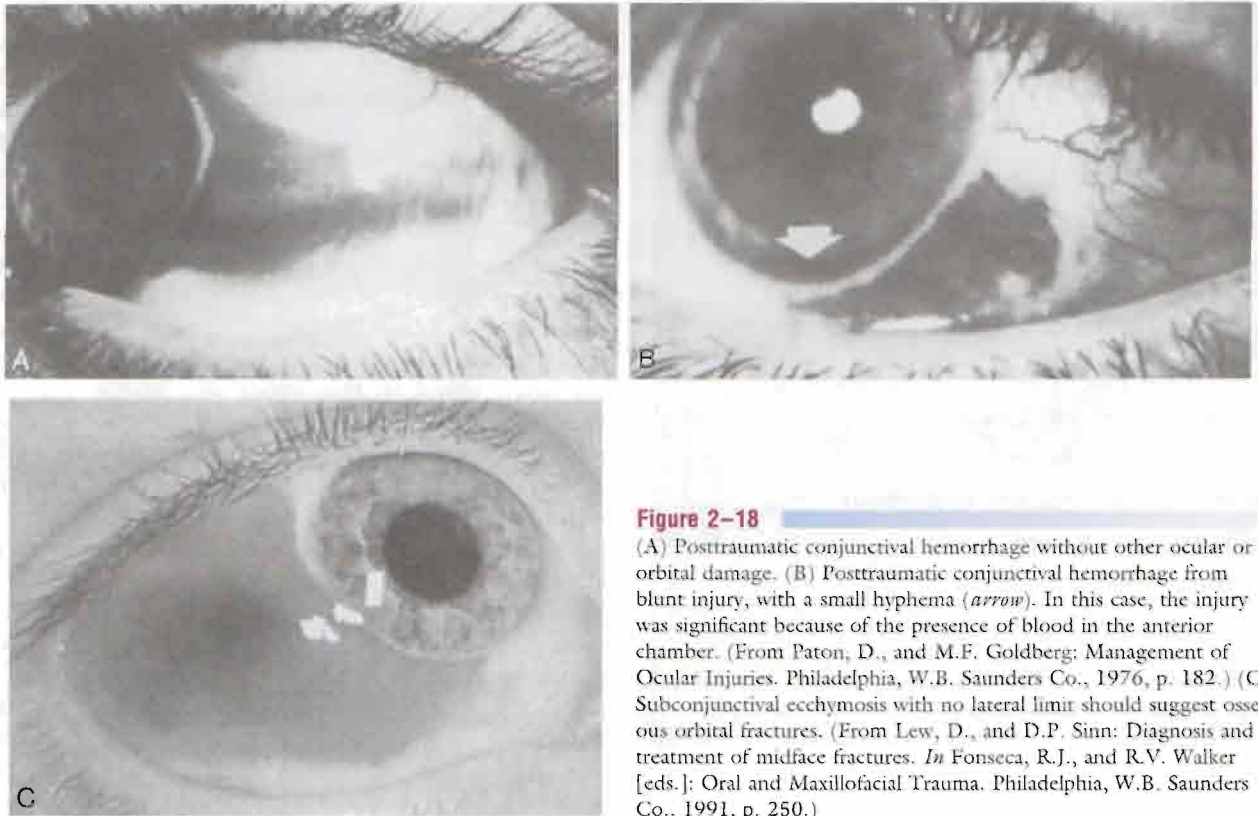 A
B
C
Figure 2–18
(A) Posttraumatic conjunctival hemorrhage without other ocular or
orbital damage. (B) Posttraumatic conjunctival hemorrhage from
blunt injury, with a small hyphema (arrow). In this case, the injury
was significant because of the presence of blood in the anterior
chamber. (From Paton, D., and M.F. Goldberg: Management of
Ocular Injuries. Philadelphia, W.B. Saunders Co., 1976, p. 182.) (C
Subconjunctival ecchymosis with no lateral limit should suggest osse
ous orbital fractures. (From Lew, D., and D.P. Sinn: Diagnosis and
treatment of midface fractures. In Fonseca, R.J., and R.V. Walker
[eds.]: Oral and Maxillofacial Trauma. Philadelphia, W.B. Saunders
Co., 1991, p. 250.)